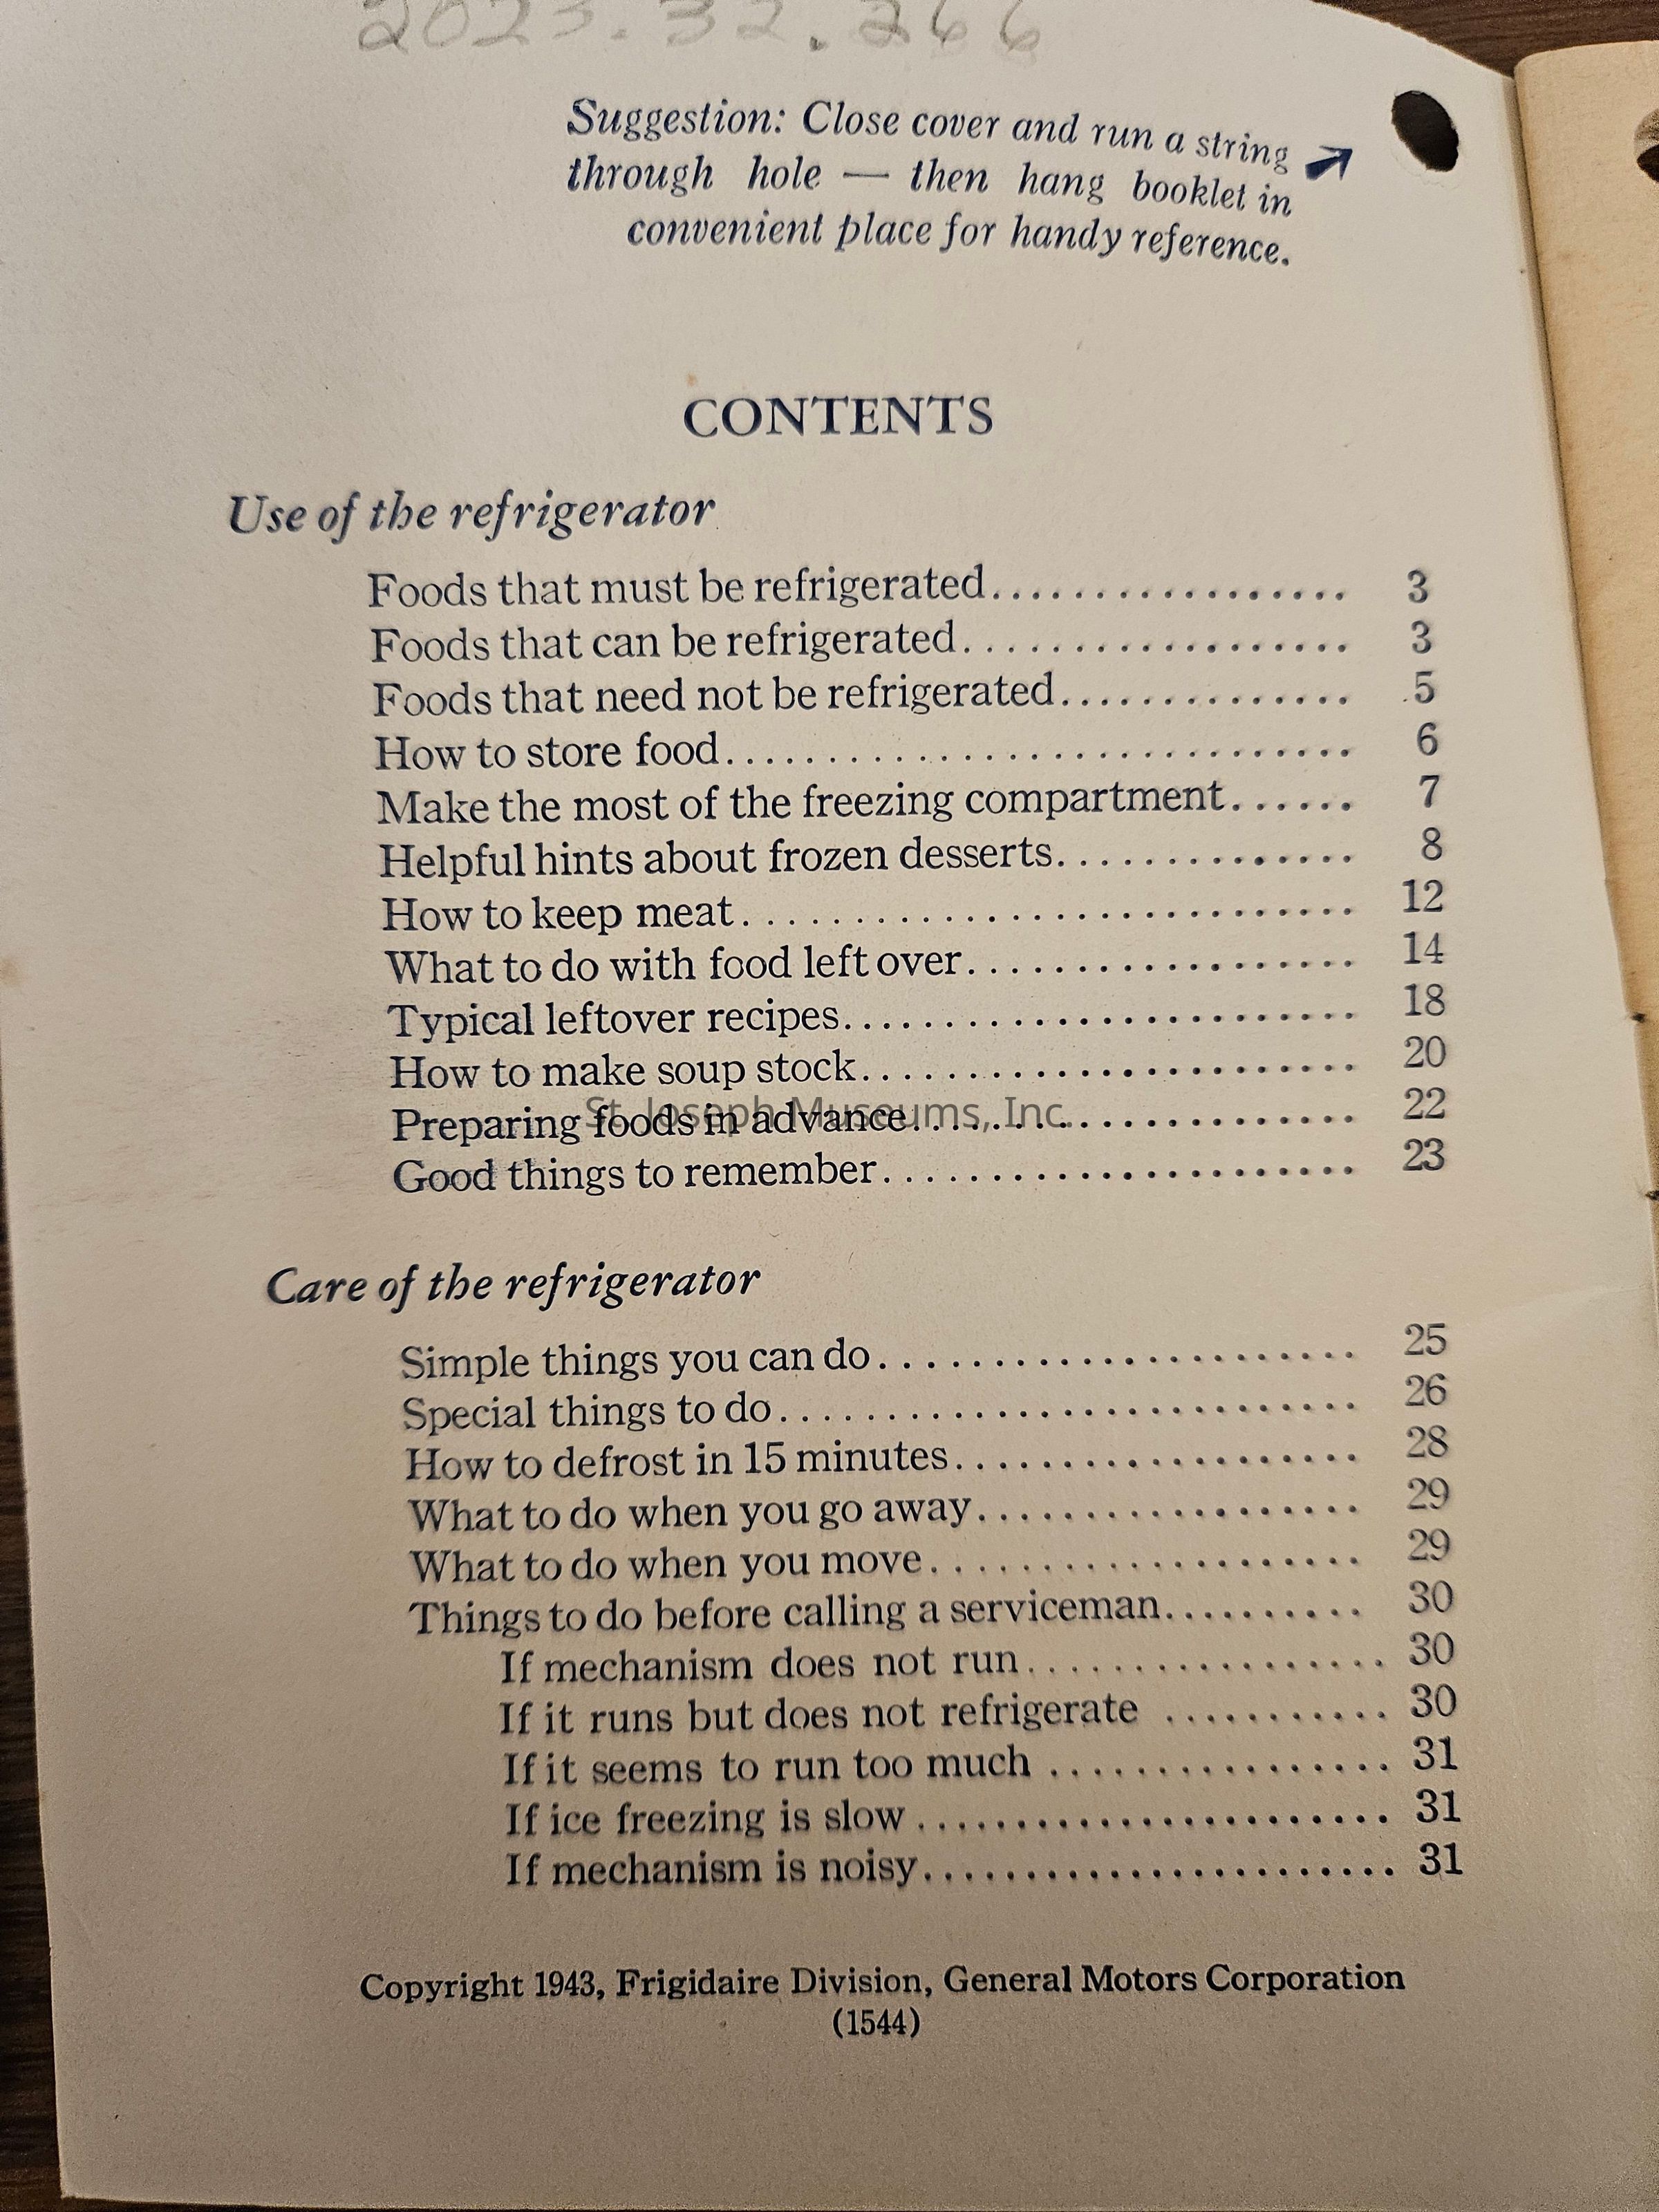 2023.32.266
Suggestion: Close cover and run a string
through hole — then hang booklet in
convenient place for handy reference.
CONTENTS
Use of the refrigerator
Foods that must be refrigerated.................. 3
Foods that can be refrigerated................... 3
Foods that need not be refrigerated.............. 5
How to store food............................... 6
Make the most of the freezing compartment...... 7
Helpful hints about frozen desserts............... 8
How to keep meat.............................. 12
What to do with food left over................... 14
Typical leftover recipes......................... 18
How to make soup stock........................ 20
Preparing foods in advance...................... 22
St. Joseph Museums, Inc.
Good things to remember....................... 23
Care of the refrigerator
Simple things you can do....................... 25
Special things to do............................ 26
How to defrost in 15 minutes.................... 28
What to do when you go away................... 29
What to do when you move..................... 29
Things to do before calling a serviceman.......... 30
If mechanism does not run.................. 30
If it runs but does not refrigerate ........... 30
If it seems to run too much ................. 31
If ice freezing is slow ....................... 31
If mechanism is noisy....................... 31
Copyright 1943, Frigidaire Division, General Motors Corporation
(1544)